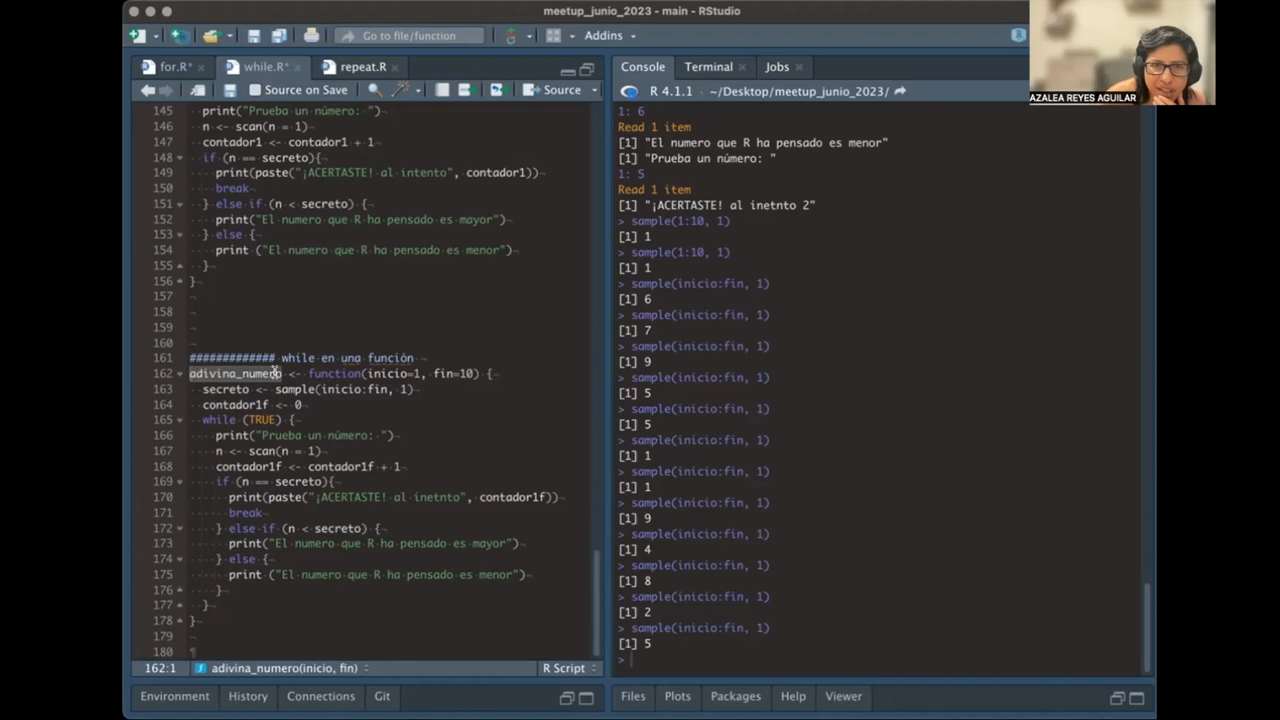 meetup_junio_2023 - main - RStudio
Go to file/function
Addins
for.R*
while.R*
repeat.R
Source on Save
Source
145 print("Prueba un número: ")
146 n <- scan(n = 1)
147 contador1 <- contador1 + 1
148 if (n == secreto){
149 print(paste("¡ACERTASTE! al intento", contador1))
150 break
151 } else if (n < secreto) {
152 print("El numero que R ha pensado es mayor")
153 } else {
154 print ("El numero que R ha pensado es menor")
155 }
156 }
157
158
159
160
161 ############# while en una función
162 adivina_numero <- function(inicio=1, fin=10) {
163 secreto <- sample(inicio:fin, 1)
164 contador1f <- 0
165 while (TRUE) {
166 print("Prueba un número: ")
167 n <- scan(n = 1)
168 contador1f <- contador1f + 1
169 if (n == secreto){
170 print(paste("¡ACERTASTE! al inetnto", contador1f))
171 break
172 } else if (n < secreto) {
173 print("El numero que R ha pensado es mayor")
174 } else {
175 print ("El numero que R ha pensado es menor")
176 }
177 }
178 }
179
180
162:1 adivina_numero(inicio, fin) R Script
Environment History Connections Git
Console Terminal Jobs
R 4.1.1 · ~/Desktop/meetup_junio_2023/
1: 6
Read 1 item
[1] "El numero que R ha pensado es menor"
[1] "Prueba un número: "
1: 5
Read 1 item
[1] "¡ACERTASTE! al inetnto 2"
> sample(1:10, 1)
[1] 1
> sample(1:10, 1)
[1] 1
> sample(inicio:fin, 1)
[1] 6
> sample(inicio:fin, 1)
[1] 7
> sample(inicio:fin, 1)
[1] 9
> sample(inicio:fin, 1)
[1] 5
> sample(inicio:fin, 1)
[1] 5
> sample(inicio:fin, 1)
[1] 1
> sample(inicio:fin, 1)
[1] 1
> sample(inicio:fin, 1)
[1] 9
> sample(inicio:fin, 1)
[1] 4
> sample(inicio:fin, 1)
[1] 8
> sample(inicio:fin, 1)
[1] 2
> sample(inicio:fin, 1)
[1] 5
>
Files Plots Packages Help Viewer
AZALEA REYES AGUILAR